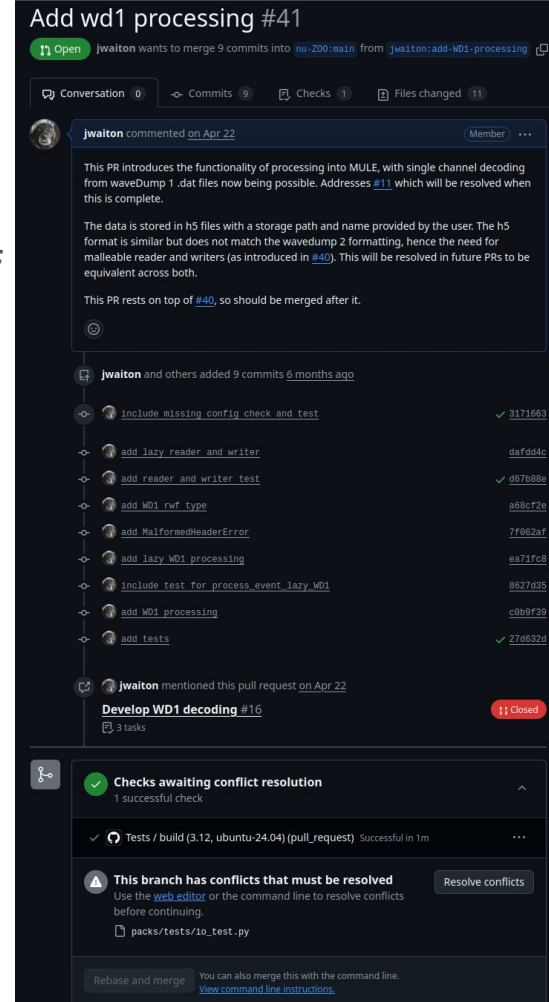 Add wd1 processing #41
Open jwaiton wants to merge 9 commits into nu-ZOO:main from jwaiton:add-WD1-processing
Conversation 0 Commits 9 Checks 1 Files changed 11
jwaiton commented on Apr 22 Member ...
This PR introduces the functionality of processing into MULE, with single channel decoding
from waveDump 1 .dat files now being possible. Addresses #11 which will be resolved when
this is complete.
The data is stored in h5 files with a storage path and name provided by the user. The h5
format is similar but does not match the wavedump 2 formatting, hence the need for
malleable reader and writers (as introduced in #40). This will be resolved in future PRs to be
equivalent across both.
This PR rests on top of #40, so should be merged after it.
jwaiton and others added 9 commits 6 months ago
include missing config check and test 3171663
add lazy reader and writer dafdd4c
add reader and writer test d67b88e
add WD1 rwf type a68cf2e
add MalformedHeaderError 7f062af
add lazy WD1 processing ea71fc8
include test for process_event_lazy_WD1 8627d35
add WD1 processing c0b9f39
add tests 27d632d
jwaiton mentioned this pull request on Apr 22
Develop WD1 decoding #16 Closed
3 tasks
Checks awaiting conflict resolution
1 successful check
Tests / build (3.12, ubuntu-24.04) (pull_request) Successful in 1m ...
This branch has conflicts that must be resolved Resolve conflicts
Use the web editor or the command line to resolve conflicts
before continuing.
packs/tests/io_test.py
Rebase and merge You can also merge this with the command line.
View command line instructions.